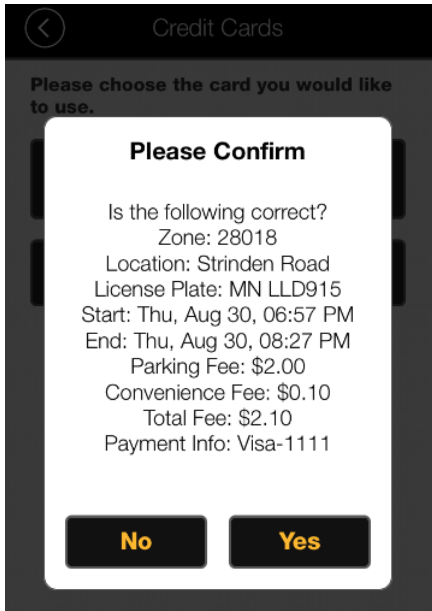 Credit Cards
Please choose the card you would like
to use.
Please Confirm
Is the following correct?
Zone: 28018
Location: Strinden Road
License Plate: MN LLD915
Start: Thu, Aug 30, 06:57 PM
End: Thu, Aug 30, 08:27 PM
Parking Fee: $2.00
Convenience Fee: $0.10
Total Fee: $2.10
Payment Info: Visa-1111
No
Yes